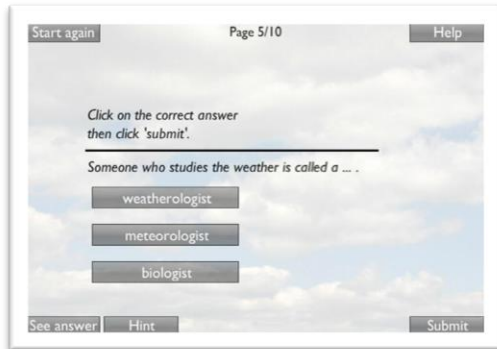 Start again
Page 5/10
Help
Click on the correct answer
then click 'submit'.
Someone who studies the weather is called a ... .
weatherologist
meteorologist
biologist
See answer
Hint
Submit